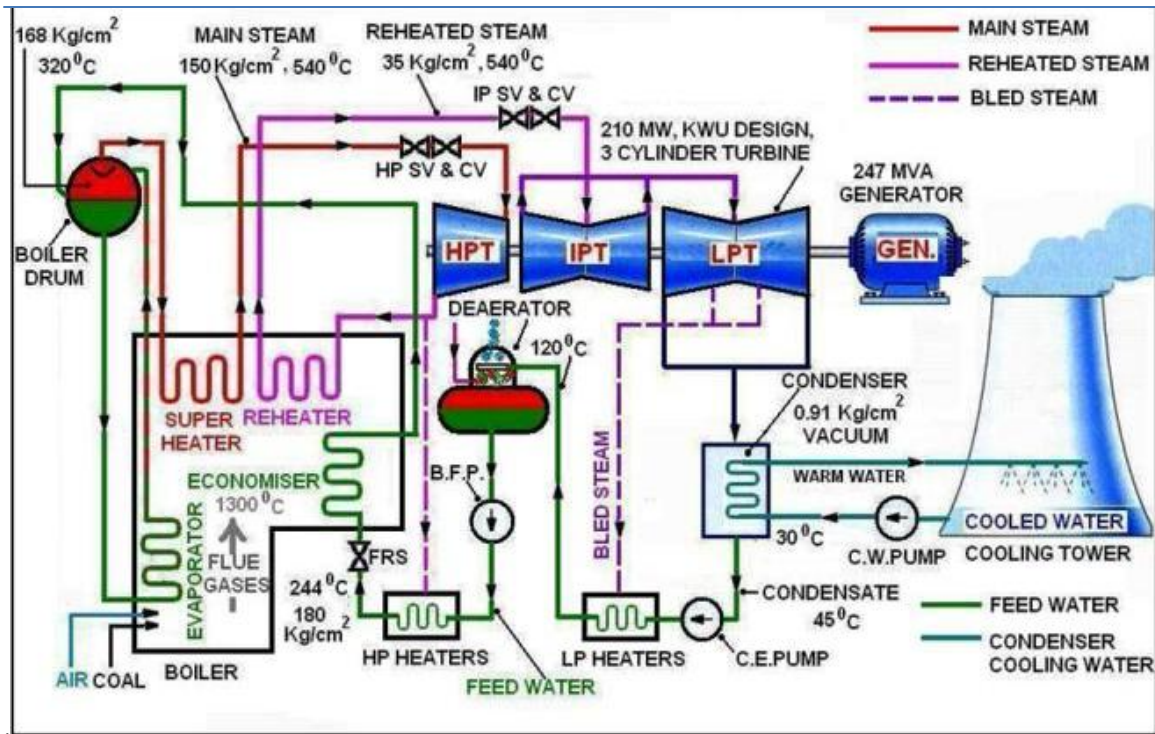 168 Kg/cm²
320⁰C
MAIN STEAM
150 Kg/cm², 540⁰C
REHEATED STEAM
35 Kg/cm², 540⁰C
IP SV & CV
HP SV & CV
MAIN STEAM
REHEATED STEAM
BLED STEAM
210 MW, KWU DESIGN,
3 CYLINDER TURBINE
247 MVA
GENERATOR
BOILER
DRUM
HPT
IPT
LPT
GEN.
DEAERATOR
120⁰C
SUPER
HEATER
REHEATER
CONDENSER
0.91 Kg/cm²
VACUUM
WARM WATER
ECONOMISER
1300⁰C
FLUE
GASES
EVAPORATOR
B.F.P.
BLED STEAM
30⁰C
C.W.PUMP
COOLED WATER
COOLING TOWER
FRS
244⁰C
180
Kg/cm²
CONDENSATE
45⁰C
HP HEATERS
LP HEATERS
C.E.PUMP
FEED WATER
AIR
COAL
BOILER
FEED WATER
CONDENSER
COOLING WATER